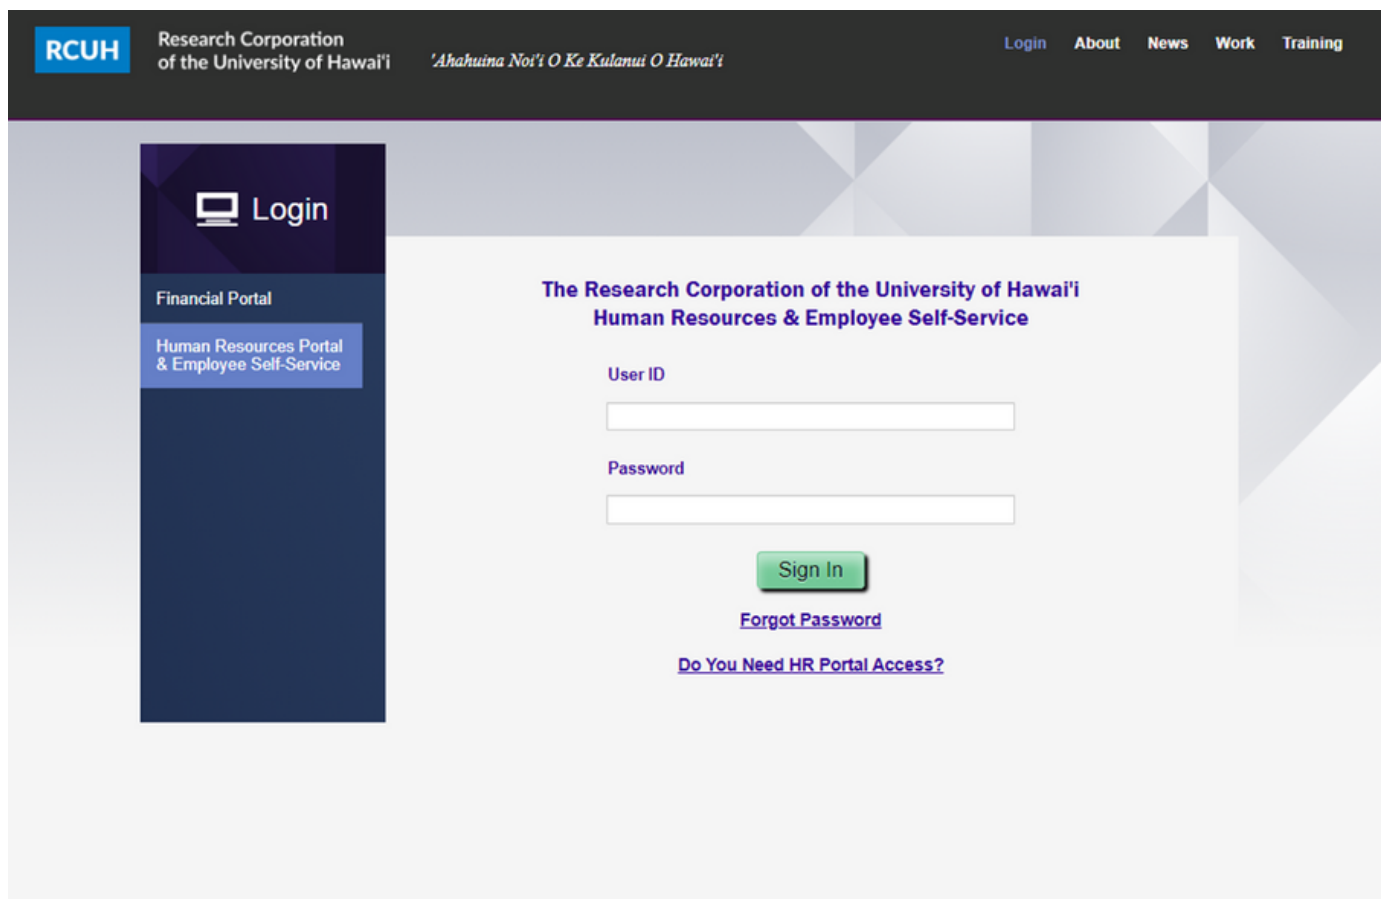 RCUH
Research Corporation
of the University of Hawai'i
'Ahahuina Noi'i O Ke Kulanui O Hawai'i
Login
About
News
Work
Training
Login
Financial Portal
Human Resources Portal
& Employee Self-Service
The Research Corporation of the University of Hawai'i
Human Resources & Employee Self-Service
User ID
Password
Sign In
Forgot Password
Do You Need HR Portal Access?